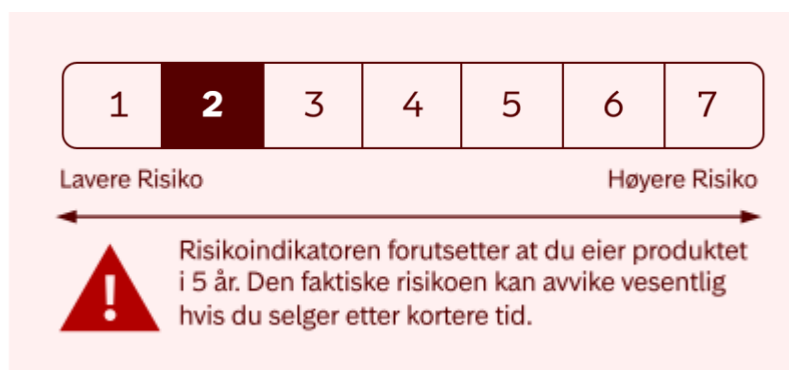 1 2 3 4 5 6 7
Lavere Risiko Høyere Risiko
Risikoindikatoren forutsetter at du eier produktet
i 5 år. Den faktiske risikoen kan avvike vesentlig
hvis du selger etter kortere tid.